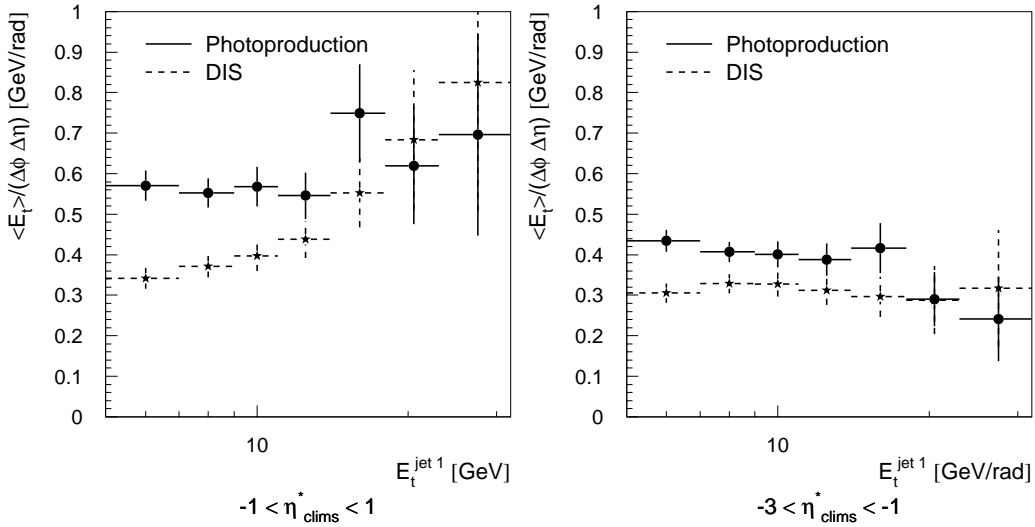 <E_t>/(Δϕ Δη) [GeV/rad]
1
0.9
0.8
0.7
0.6
0.5
0.4
0.3
0.2
0.1
0
Photoproduction
DIS
10
E_t^jet 1 [GeV]
-1 < η*_clims < 1
<E_t>/(Δϕ Δη) [GeV/rad]
1
0.9
0.8
0.7
0.6
0.5
0.4
0.3
0.2
0.1
0
Photoproduction
DIS
10
E_t^jet 1 [GeV/rad]
-3 < η*_clims < -1